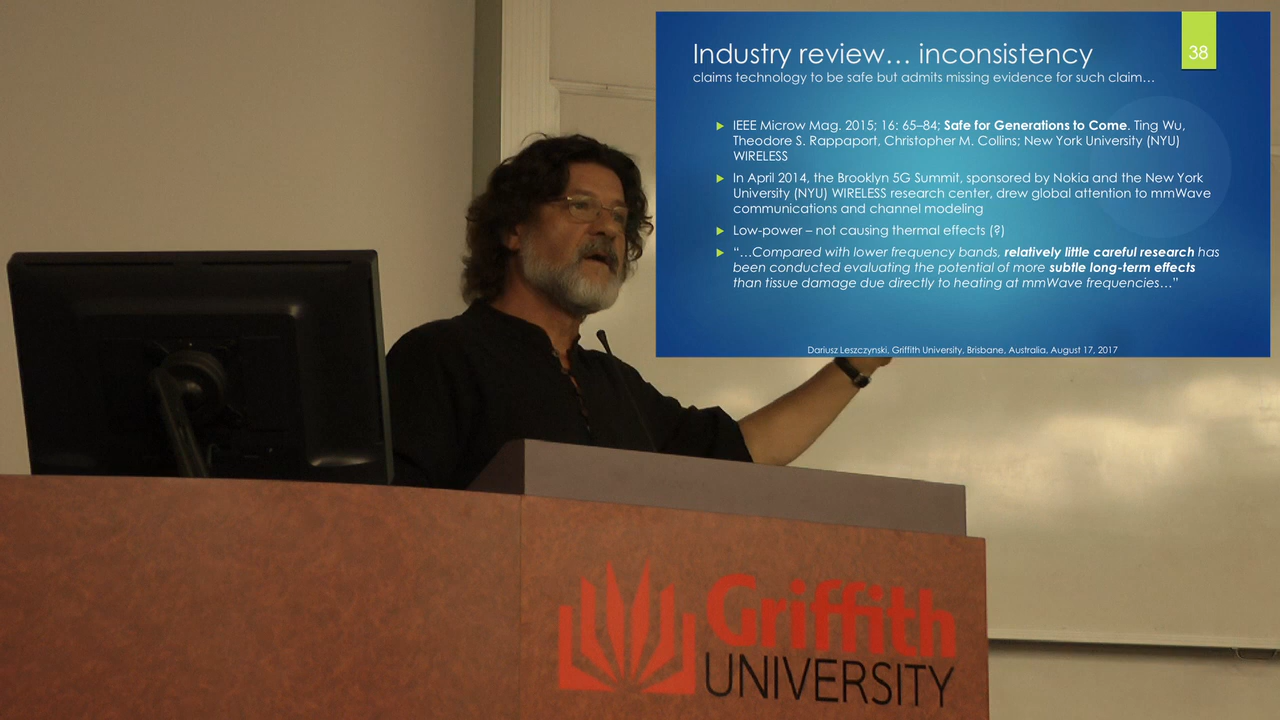 Industry review… inconsistency
38
claims technology to be safe but admits missing evidence for such claim…
IEEE Microw Mag. 2015; 16: 65–84; Safe for Generations to Come. Ting Wu,
Theodore S. Rappaport, Christopher M. Collins; New York University (NYU)
WIRELESS
In April 2014, the Brooklyn 5G Summit, sponsored by Nokia and the New York
University (NYU) WIRELESS research center, drew global attention to mmWave
communications and channel modeling
Low-power – not causing thermal effects (?)
“…Compared with lower frequency bands, relatively little careful research has
been conducted evaluating the potential of more subtle long-term effects
than tissue damage due directly to heating at mmWave frequencies…”
Dariusz Leszczynski, Griffith University, Brisbane, Australia, August 17, 2017
Griffith
UNIVERSITY